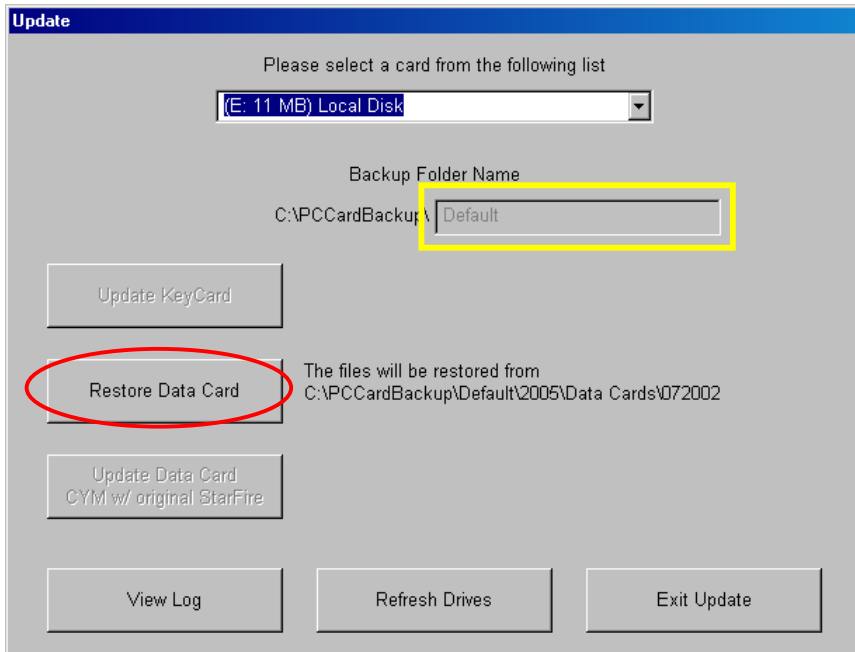 Update
Please select a card from the following list
(E: 11 MB) Local Disk
Backup Folder Name
C:\PCCardBackup\ Default
Update KeyCard
Restore Data Card
The files will be restored from
C:\PCCardBackup\Default\2005\Data Cards\072002
Update Data Card
CYM w/ original StarFire
View Log
Refresh Drives
Exit Update